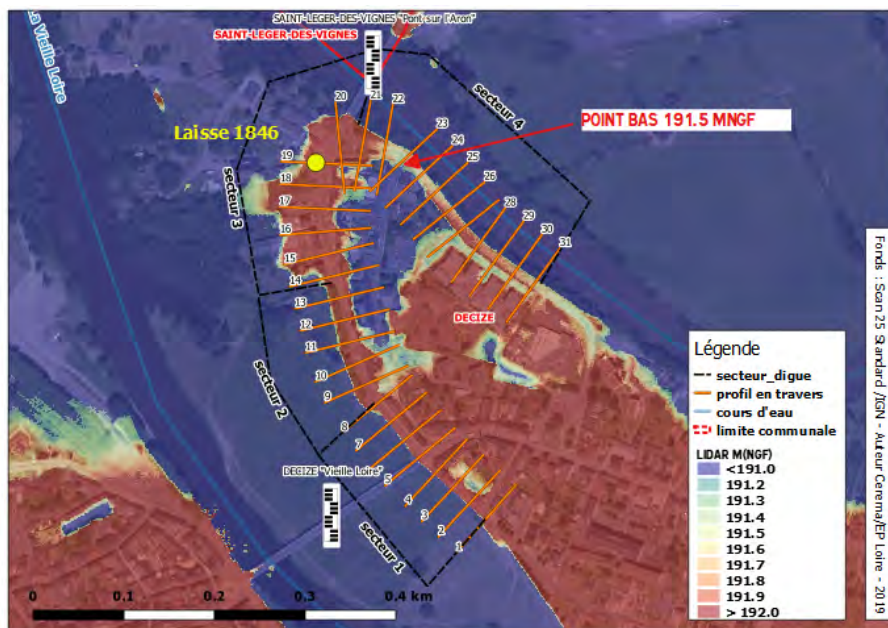 SAINT-LEGER-DES-VIGNES "Pont sur l'Aron"
SAINT-LEGER-DES-VIGNES
La Vieille Loire
secteur 4
20
21
22
23
24
25
26
28
29
30
31
Laisse 1846
POINT BAS 191.5 MNGF
19
18
17
16
15
14
13
12
11
10
9
8
7
5
4
3
2
1
secteur 3
secteur 2
secteur 1
DECIZE
DECIZE "Vieille Loire"
0
0.1
0.2
0.3
0.4 km
Légende
secteur_digue
profil en travers
cours d'eau
limite communale
LIDAR M(NGF)
<191.0
191.2
191.3
191.4
191.5
191.6
191.7
191.8
191.9
> 192.0
Fonds : Scan 25 Standard /IGN - Auteur Cerema/EP Loire - 2019